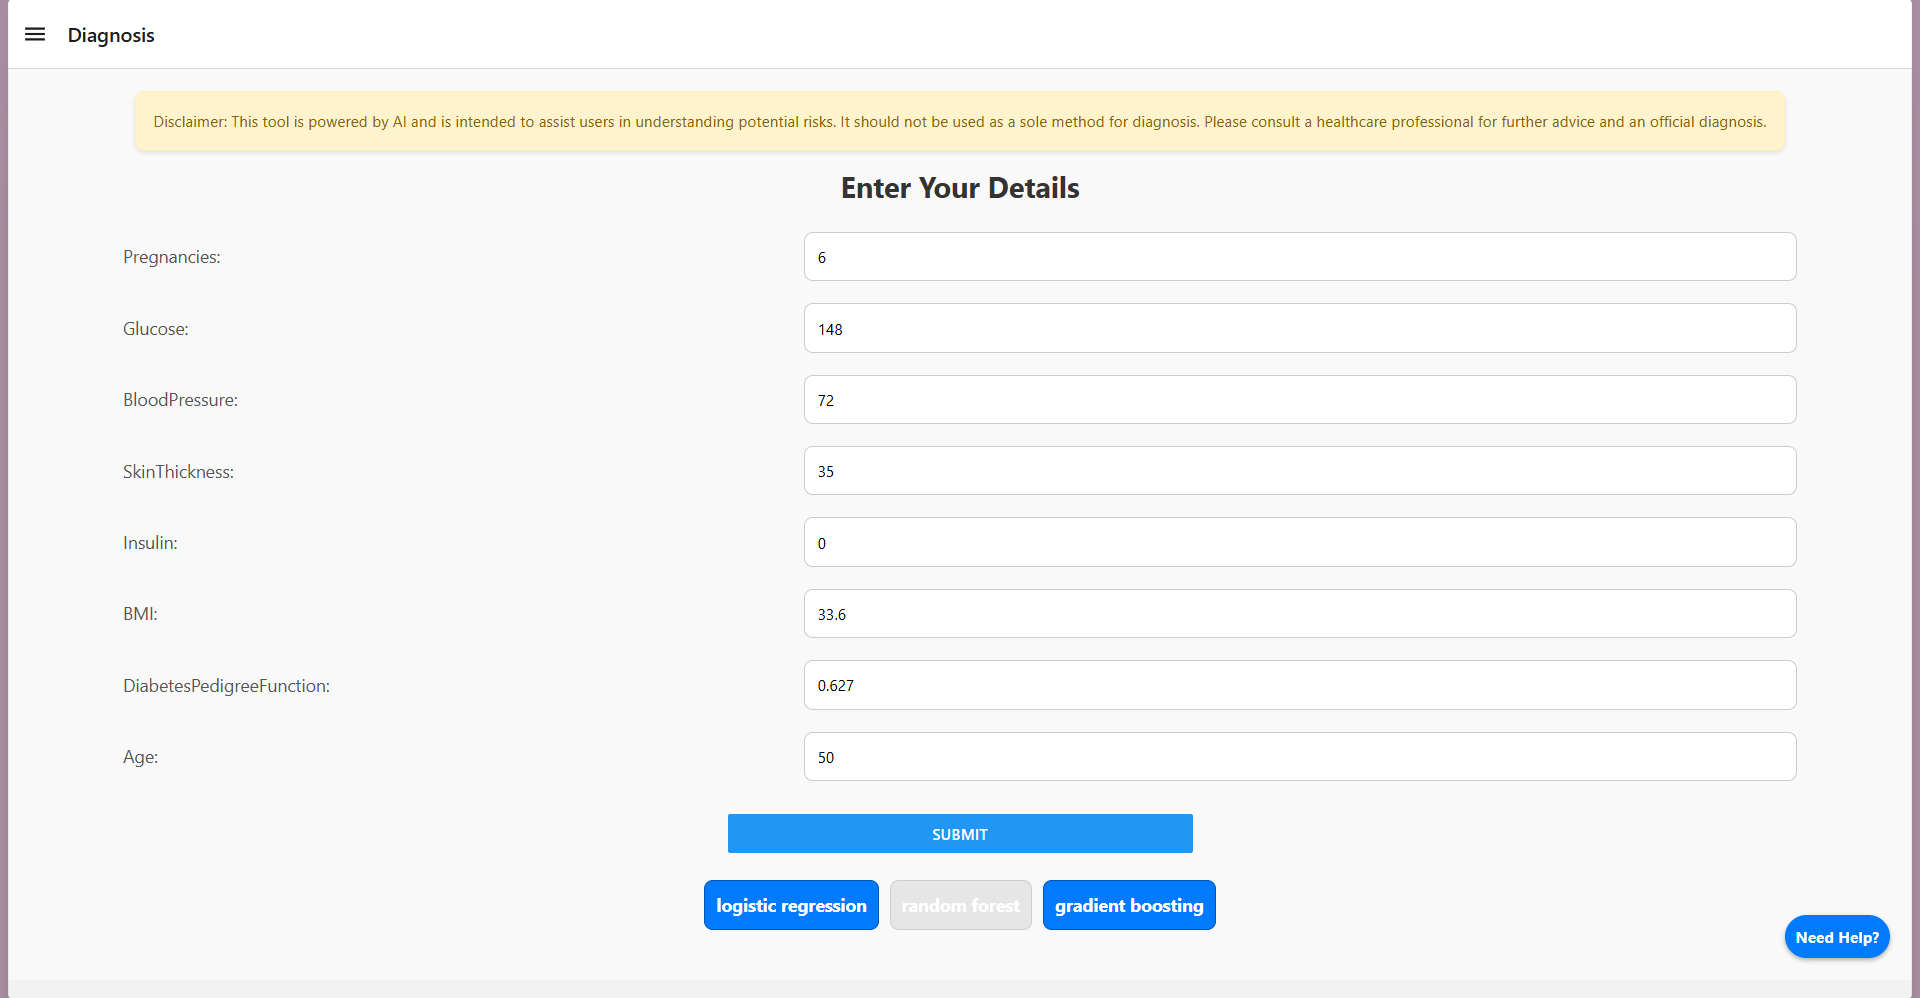 Diagnosis
Disclaimer: This tool is powered by AI and is intended to assist users in understanding potential risks. It should not be used as a sole method for diagnosis. Please consult a healthcare professional for further advice and an official diagnosis.
Enter Your Details
Pregnancies: 6
Glucose: 148
BloodPressure: 72
SkinThickness: 35
Insulin: 0
BMI: 33.6
DiabetesPedigreeFunction: 0.627
Age: 50
SUBMIT
logistic regression random forest gradient boosting
Need Help?